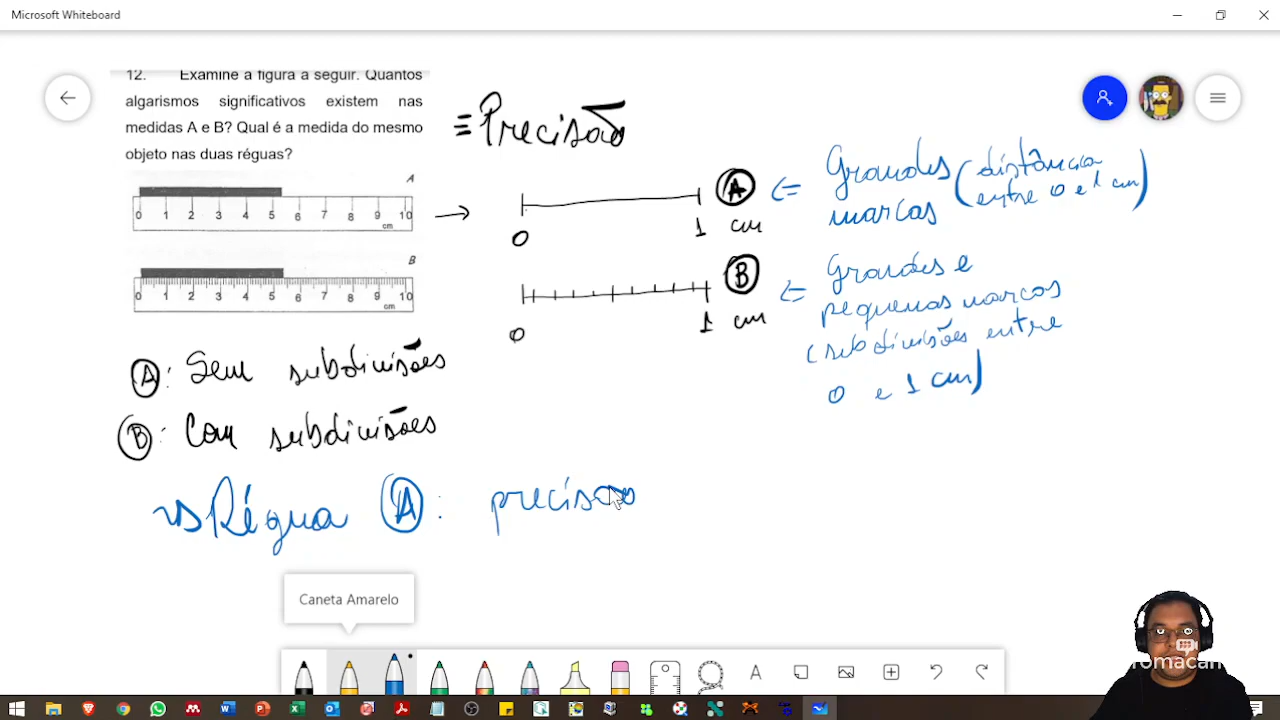 Microsoft Whiteboard
12. Examine a figura a seguir. Quantos
algarismos significativos existem nas
medidas A e B? Qual é a medida do mesmo
objeto nas duas réguas?
A
0 1 2 3 4 5 6 7 8 9 10
cm
B
0 1 2 3 4 5 6 7 8 9 10
cm
≡ Precisão
0 1 cm A
⇐ Grandes (distância
entre 0 e 1 cm)
marcas
0 1 cm B
⇐ Grandes e
pequenas marcas
(subdivisões entre
0 e 1 cm)
A: Sem subdivisões
B: Com subdivisões
Régua A: precisao
Caneta Amarelo
A